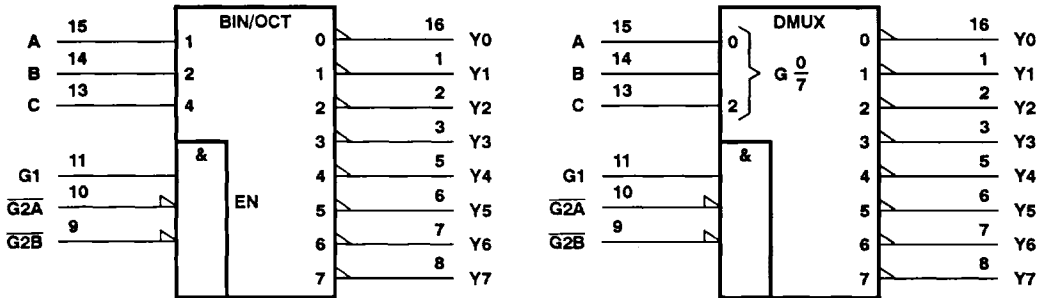 BIN/OCT
A 15 1 0 16 Y0
B 14 2 1 1 Y1
C 13 4 2 2 Y2
3 3 Y3
&
G1 11 4 5 Y4
G2A 10 EN 5 6 Y5
G2B 9 6 7 Y6
7 8 Y7
DMUX
A 15 0 0 16 Y0
B 14 G 0/7 1 1 Y1
C 13 2 2 2 Y2
3 3 Y3
&
G1 11 4 5 Y4
G2A 10 5 6 Y5
G2B 9 6 7 Y6
7 8 Y7